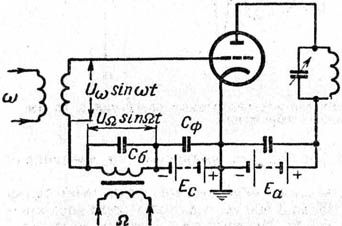 ω
U_ω sin ωt
U_Ω sin Ωt
C_ф
C_б
− +
− +
E_c
E_a
Ω